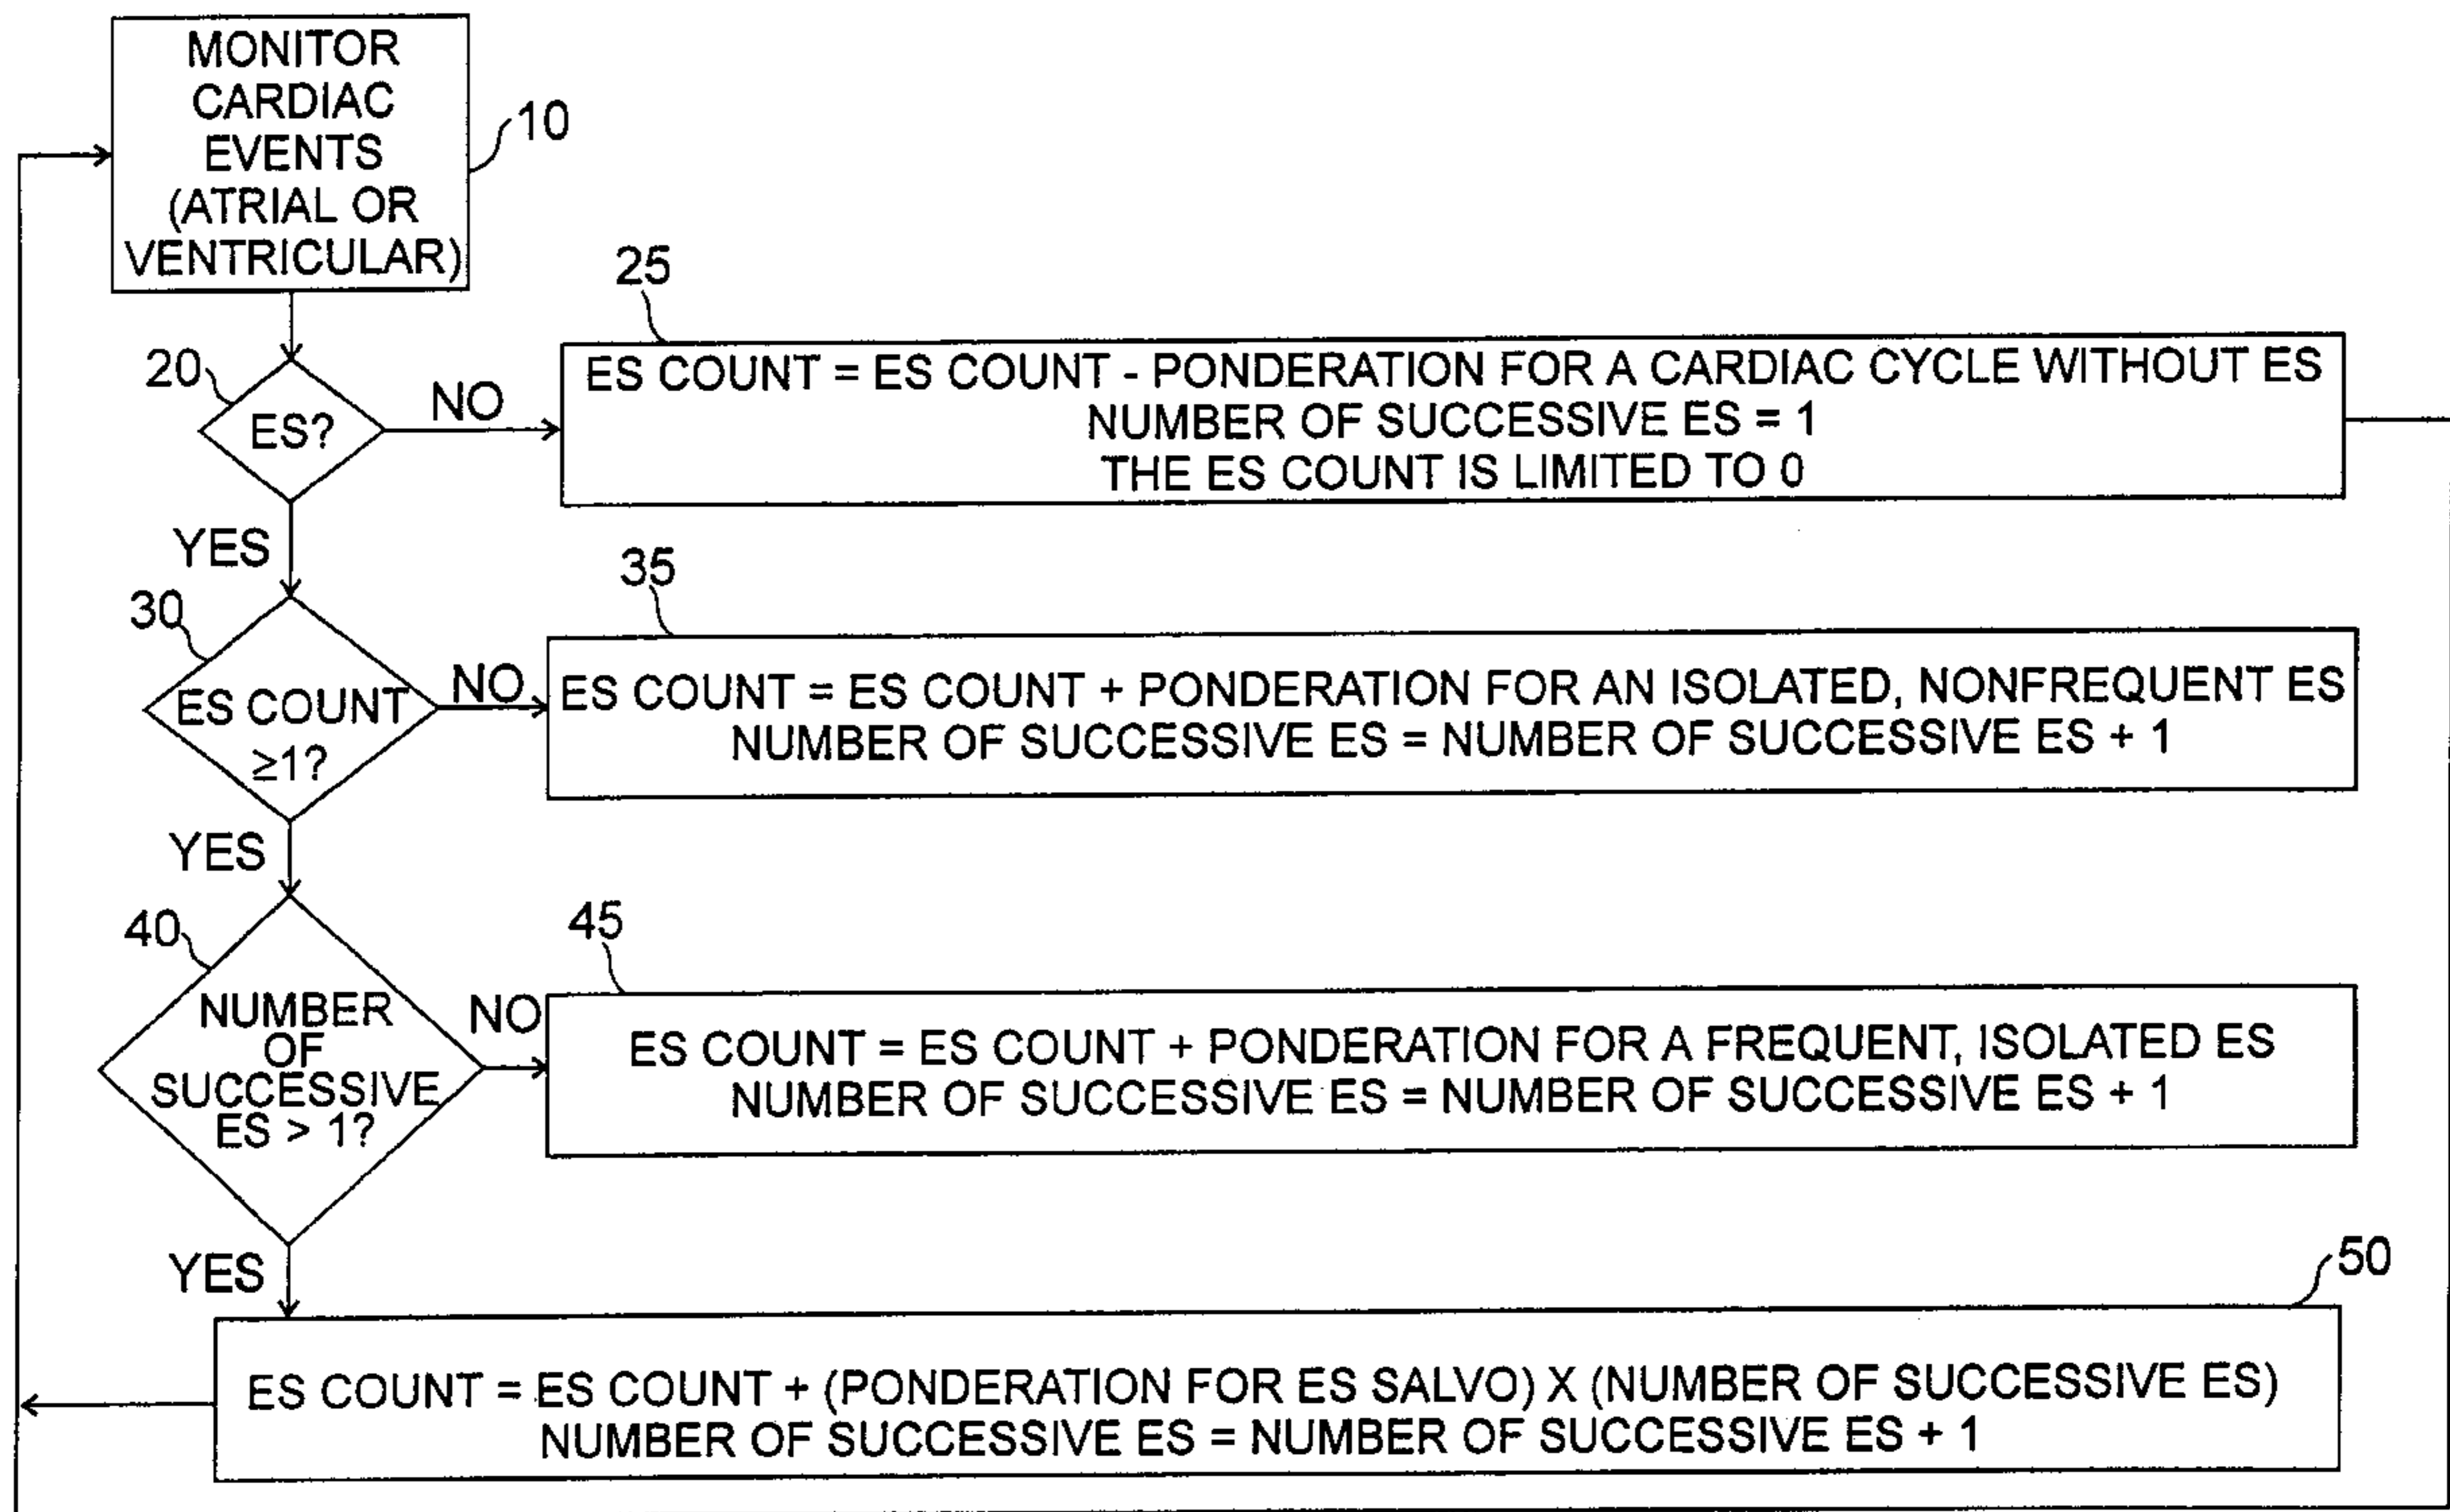 MONITOR
CARDIAC
EVENTS
(ATRIAL OR
VENTRICULAR)
10
20
ES?
NO
25
ES COUNT = ES COUNT - PONDERATION FOR A CARDIAC CYCLE WITHOUT ES
NUMBER OF SUCCESSIVE ES = 1
THE ES COUNT IS LIMITED TO 0
YES
30
ES COUNT
≥1?
NO
35
ES COUNT = ES COUNT + PONDERATION FOR AN ISOLATED, NONFREQUENT ES
NUMBER OF SUCCESSIVE ES = NUMBER OF SUCCESSIVE ES + 1
YES
40
NUMBER
OF
SUCCESSIVE
ES > 1?
NO
45
ES COUNT = ES COUNT + PONDERATION FOR A FREQUENT, ISOLATED ES
NUMBER OF SUCCESSIVE ES = NUMBER OF SUCCESSIVE ES + 1
YES
50
ES COUNT = ES COUNT + (PONDERATION FOR ES SALVO) X (NUMBER OF SUCCESSIVE ES)
NUMBER OF SUCCESSIVE ES = NUMBER OF SUCCESSIVE ES + 1